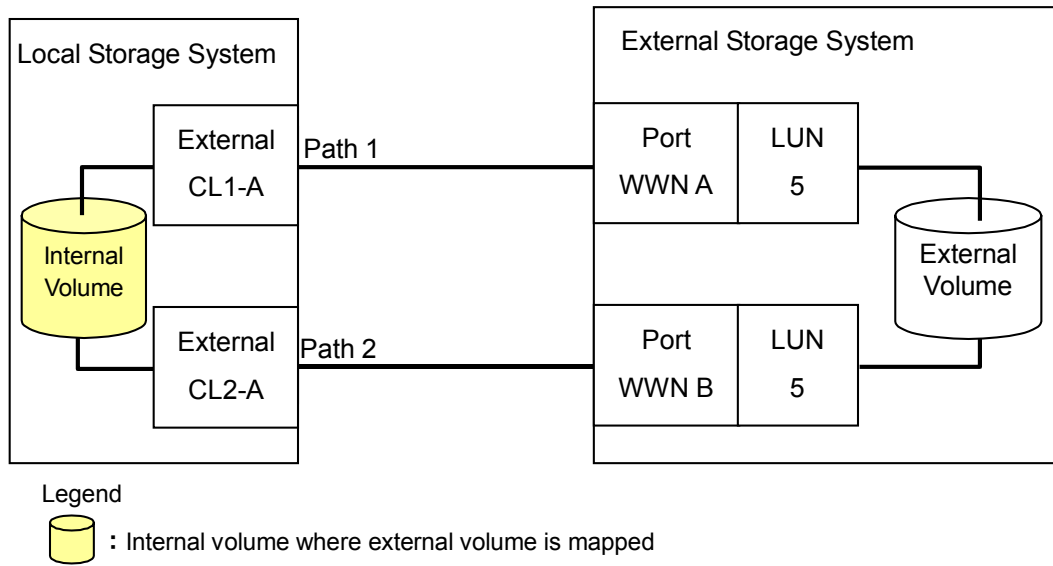 Local Storage System
External Storage System
External
CL1-A
Path 1
Port
WWN A
LUN
5
Internal
Volume
External
Volume
External
CL2-A
Path 2
Port
WWN B
LUN
5
Legend
: Internal volume where external volume is mapped